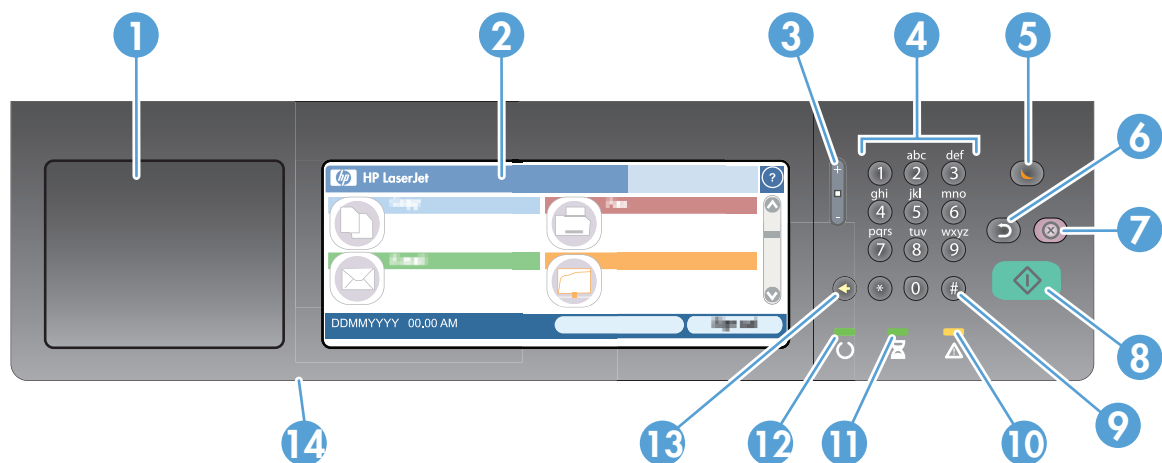 1 2 3 4 5
hp HP LaserJet ?
+
-
abc def
1 2 3
ghi jkl mno
4 5 6
pqrs tuv wxyz
7 8 9
* 0 #
DDMMYYYY 00.00 AM
6
7
8
9
14 13 12 11 10